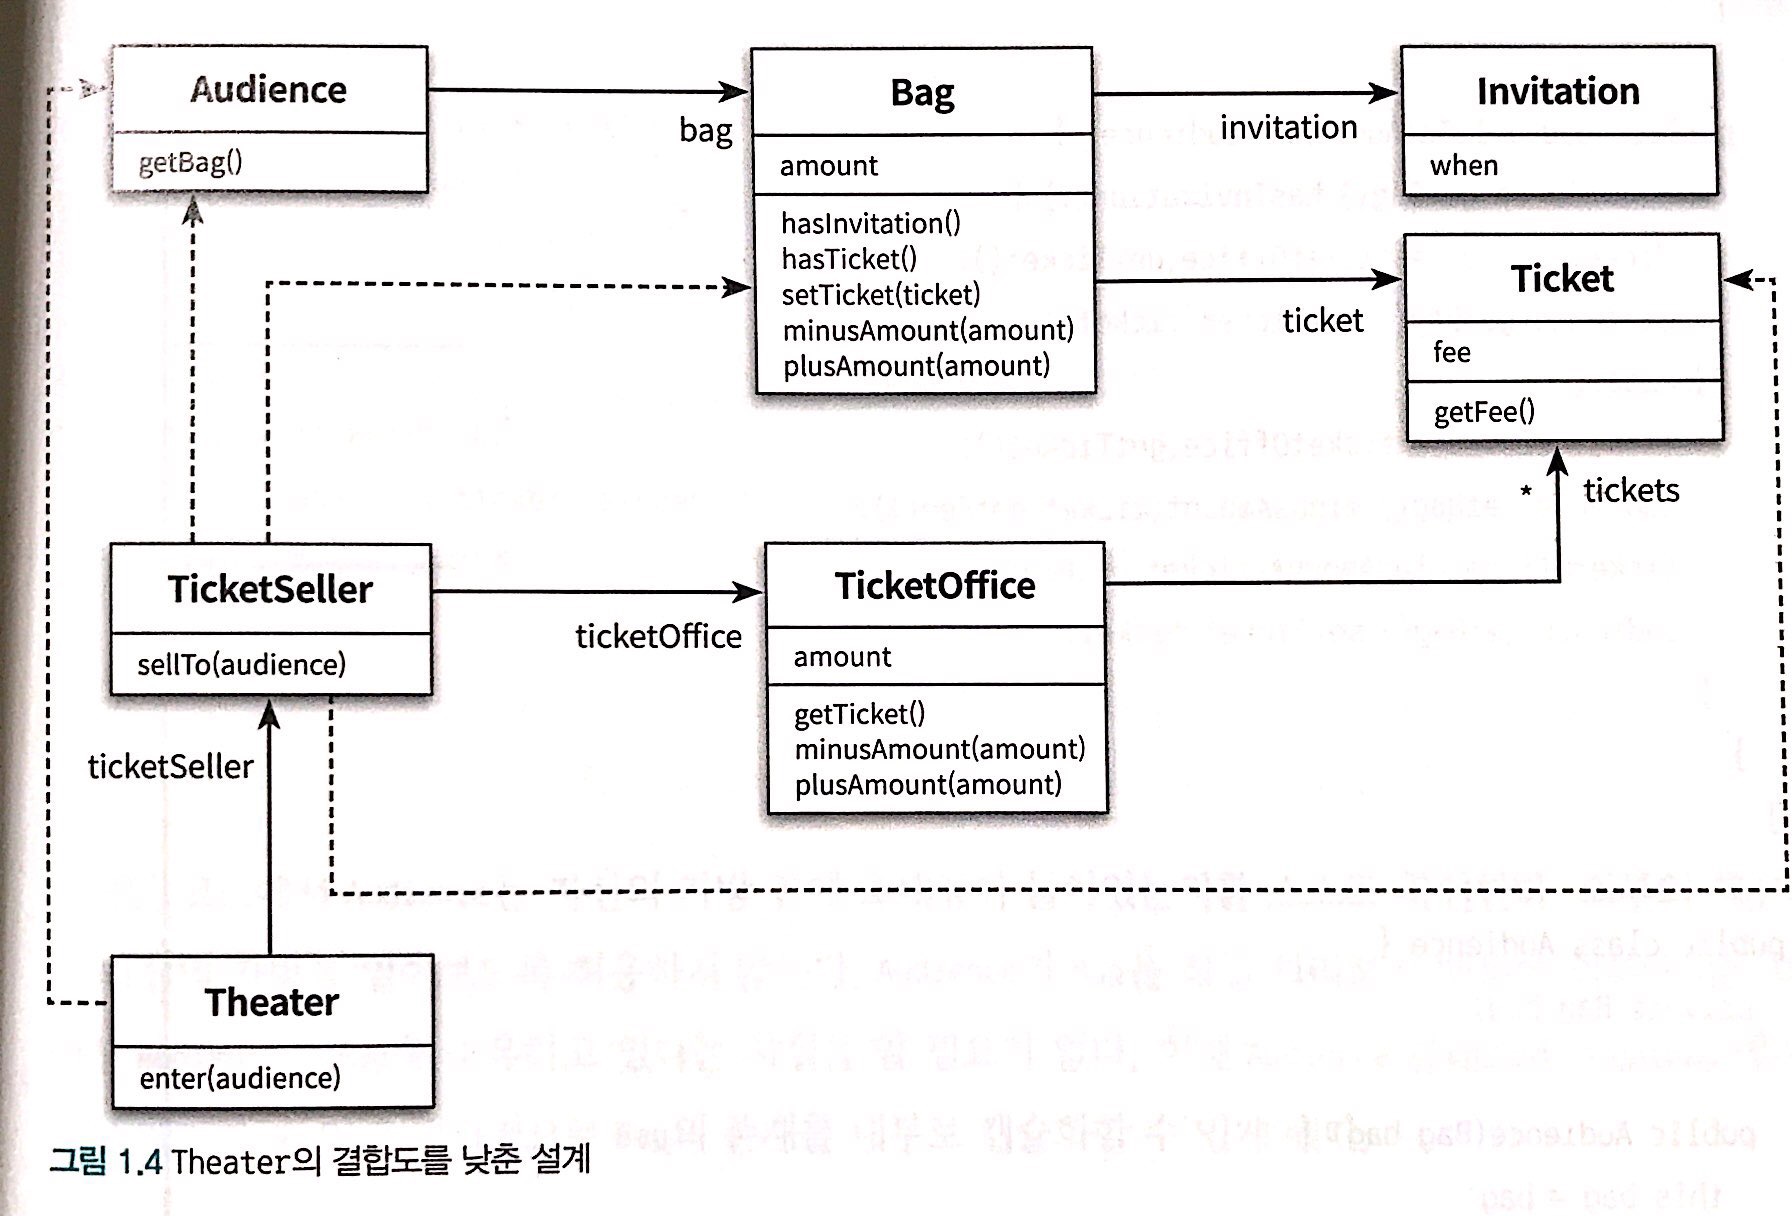 Audience
getBag()
bag
Bag
amount
hasInvitation()
hasTicket()
setTicket(ticket)
minusAmount(amount)
plusAmount(amount)
invitation
Invitation
when
ticket
Ticket
fee
getFee()
* tickets
TicketSeller
sellTo(audience)
ticketOffice
TicketOffice
amount
getTicket()
minusAmount(amount)
plusAmount(amount)
ticketSeller
Theater
enter(audience)
그림 1.4 Theater의 결합도를 낮춘 설계